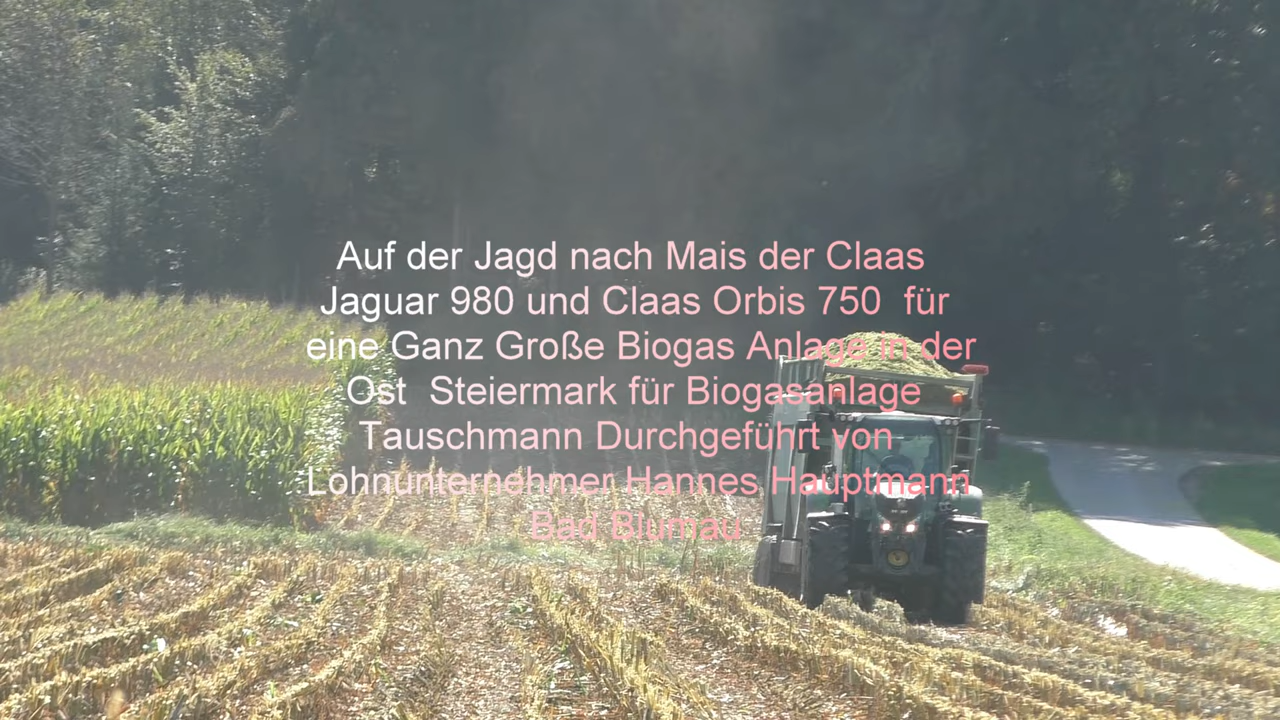 Auf der Jagd nach Mais der Claas
Jaguar 980 und Claas Orbis 750 für
eine Ganz Große Biogas Anlage in der
Ost Steiermark für Biogasanlage
Tauschmann Durchgeführt von
Lohnunternehmer Hannes Hauptmann
Bad Blumau